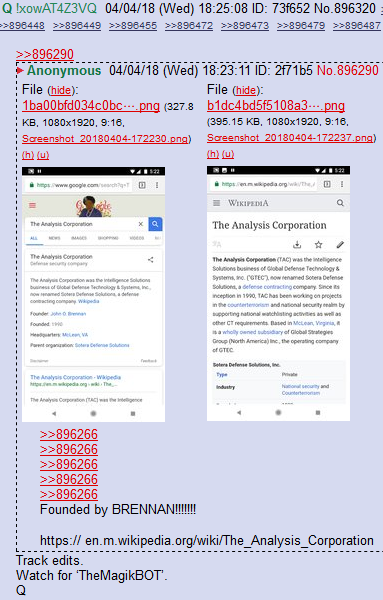 Q !xowAT4Z3VQ 04/04/18 (Wed) 18:25:08 ID: 73f652 No.896320
>>896448 >>896449 >>896455 >>896472 >>896473 >>896479 >>896487
>>896290
Anonymous 04/04/18 (Wed) 18:23:11 ID: 2f71b5 No.896290
File (hide):
1ba00bfd034c0bc⋯.png (327.8
KB, 1080x1920, 9:16,
Screenshot_20180404-172230.png)
(h) (u)
File (hide):
b1dc4bd5f5108a3⋯.png
(395.15 KB, 1080x1920, 9:16,
Screenshot_20180404-172237.png)
(h) (u)
5:22
https://www.google.com/search?q=T
The Analysis Corporation
ALL NEWS IMAGES SHOPPING VIDEOS
The Analysis Corporation
Defense security company
The Analysis Corporation was the Intelligence Solutions
business of Global Defense Technology & Systems, Inc.,
now renamed Sotera Defense Solutions, a defense
contracting company. Wikipedia
Founder: John O. Brennan
Founded: 1990
Headquarters: McLean, VA
Parent organization: Sotera Defense Solutions
Disclaimer Feedback
The Analysis Corporation - Wikipedia
https://en.m.wikipedia.org › wiki › The_...
The Analysis Corporation (TAC) was the Intelligence
5:22
https://en.m.wikipedia.org/wiki/The_
WIKIPEDIA
The Analysis Corporation
The Analysis Corporation (TAC) was the Intelligence
Solutions business of Global Defense Technology &
Systems, Inc. ("GTEC"), now renamed Sotera Defense
Solutions, a defense contracting company. Since its
inception in 1990, TAC has been working on projects
in the counterterrorism and national security realm by
supporting national watchlisting activities as well as
other CT requirements. Based in McLean, Virginia, it
is a wholly owned subsidiary of Global Strategies
Group (North America) Inc., the operating company
of GTEC.
Sotera Defense Solutions, Inc.
Type Private
Industry National security and
Counterterrorism
>>896266
>>896266
>>896266
>>896266
>>896266
Founded by BRENNAN!!!!!!!
https:// en.m.wikipedia.org/wiki/The_Analysis_Corporation
Track edits.
Watch for 'TheMagikBOT'.
Q